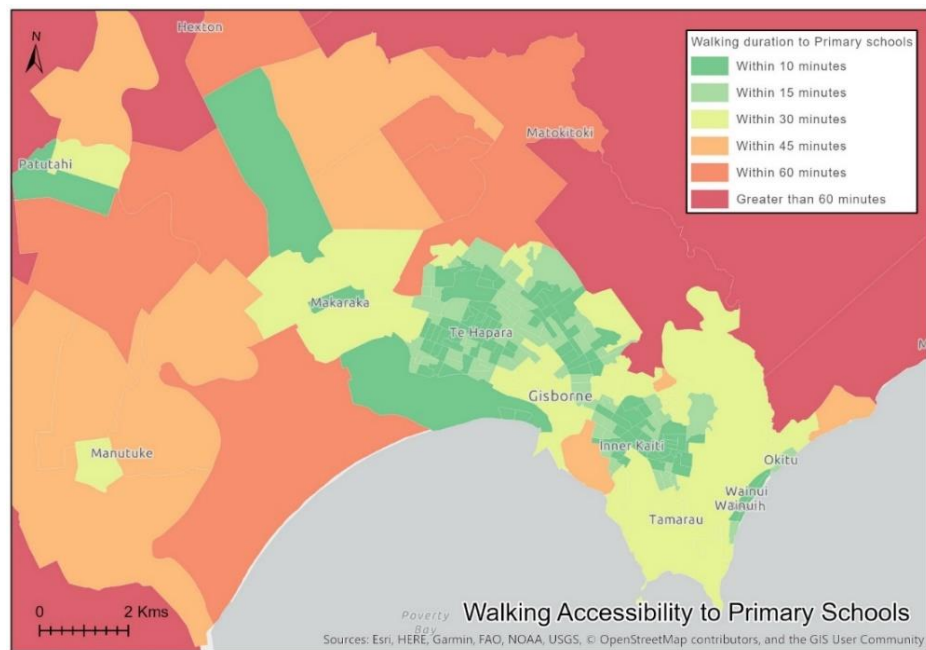 Hexton
N
Walking duration to Primary schools
Within 10 minutes
Within 15 minutes
Within 30 minutes
Within 45 minutes
Within 60 minutes
Greater than 60 minutes
Matokitoki
Patutahi
Makaraka
Te Hapara
M
Gisborne
Manutuke
Inner Kaiti
Okitu
Wainui
Wainuih
Tamarau
0 2 Kms
Poverty
Bay
Walking Accessibility to Primary Schools
Sources: Esri, HERE, Garmin, FAO, NOAA, USGS, © OpenStreetMap contributors, and the GIS User Community